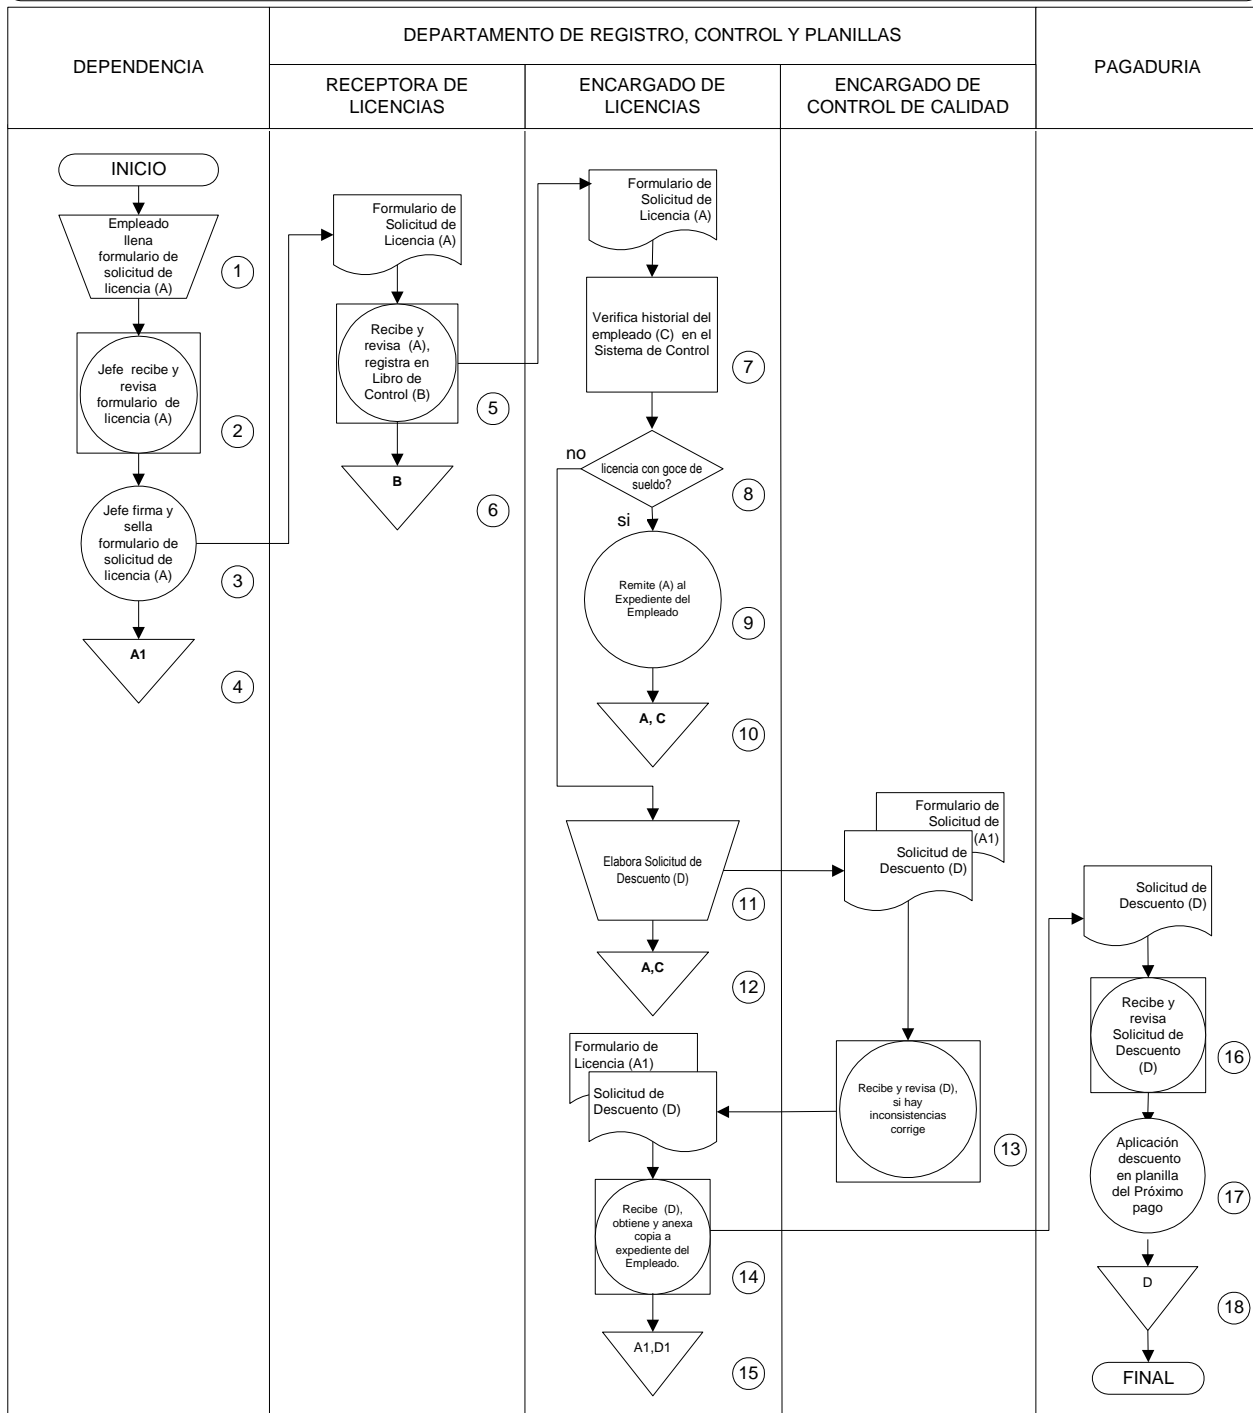 DEPENDENCIA
DEPARTAMENTO DE REGISTRO, CONTROL Y PLANILLAS
PAGADURIA
RECEPTORA DE
LICENCIAS
ENCARGADO DE
LICENCIAS
ENCARGADO DE
CONTROL DE CALIDAD
INICIO
Empleado
llena
formulario de
solicitud de
licencia (A)
1
Jefe recibe y
revisa
formulario de
licencia (A)
2
Jefe firma y
sella
formulario de
solicitud de
licencia (A)
3
A1
4
Formulario de
Solicitud de
Licencia (A)
Recibe y
revisa (A),
registra en
Libro de
Control (B)
5
B
6
Formulario de
Solicitud de
Licencia (A)
Verifica historial del
empleado (C) en el
Sistema de Control
7
no
licencia con goce de
sueldo?
8
si
Remite (A) al
Expediente del
Empleado
9
A, C
10
Elabora Solicitud de
Descuento (D)
11
A,C
12
Formulario de
Solicitud de
(A1)
Solicitud de
Descuento (D)
Recibe y revisa (D),
si hay
inconsistencias
corrige
13
Formulario de
Licencia (A1)
Solicitud de
Descuento (D)
Recibe (D),
obtiene y anexa
copia a
expediente del
Empleado.
14
A1,D1
15
Solicitud de
Descuento (D)
Recibe y
revisa
Solicitud de
Descuento
(D)
16
Aplicación
descuento
en planilla
del Próximo
pago
17
D
18
FINAL